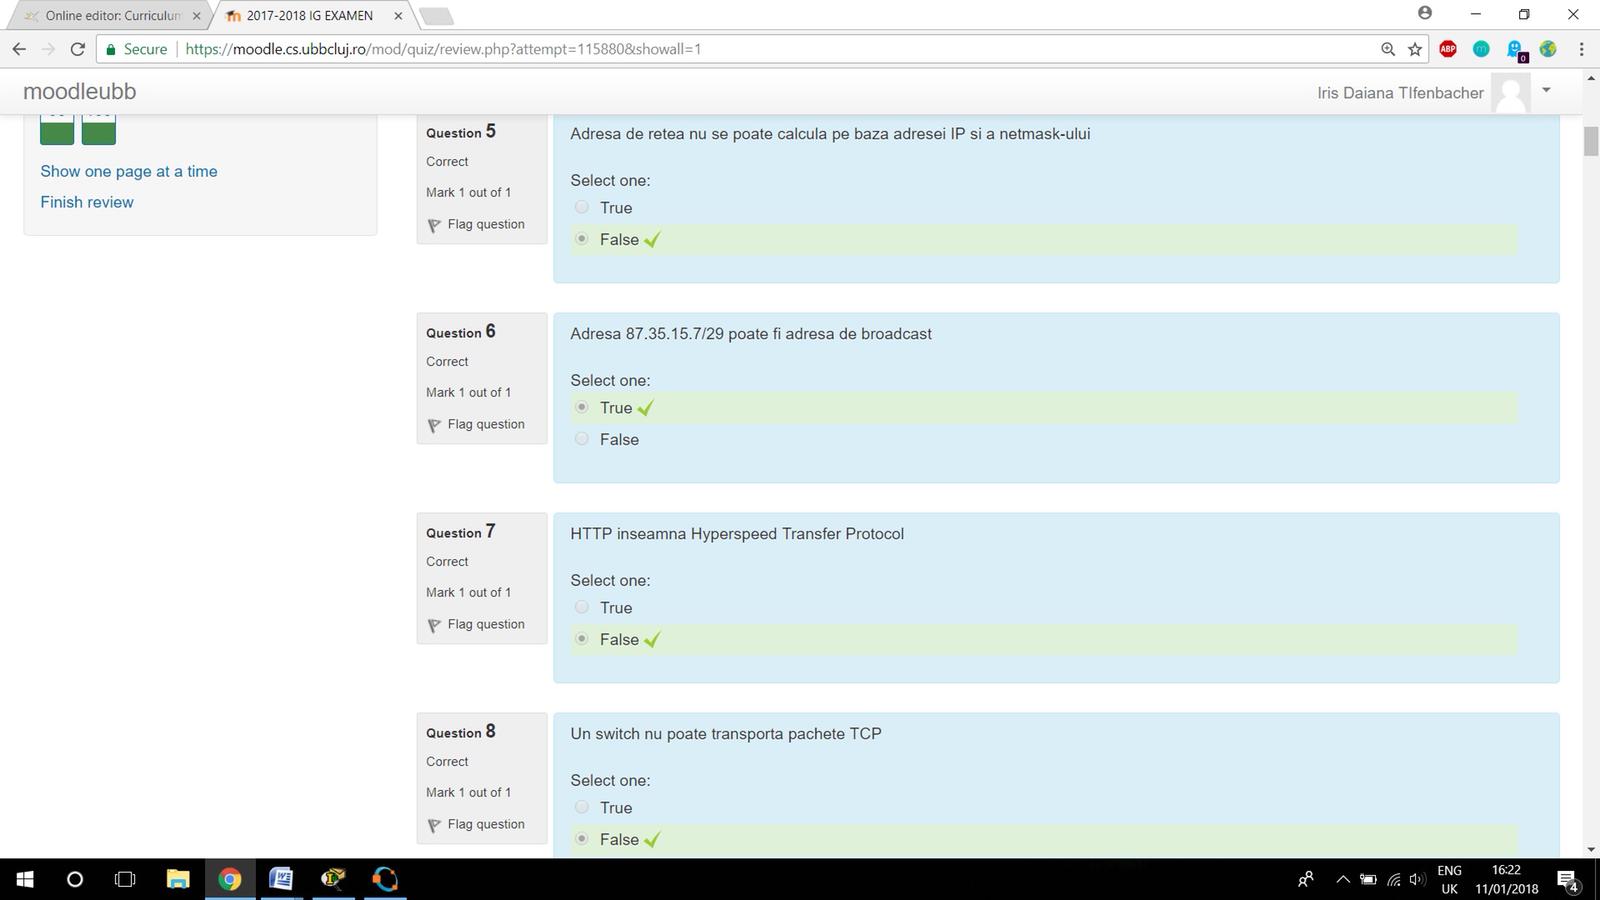 Online editor: Curriculum
2017-2018 IG EXAMEN
Secure
https://moodle.cs.ubbcluj.ro/mod/quiz/review.php?attempt=115880&showall=1
ABP
m
0
moodleubb
Iris Daiana TIfenbacher
Show one page at a time
Finish review
Question 5
Correct
Mark 1 out of 1
Flag question
Adresa de retea nu se poate calcula pe baza adresei IP si a netmask-ului
Select one:
True
False
Question 6
Correct
Mark 1 out of 1
Flag question
Adresa 87.35.15.7/29 poate fi adresa de broadcast
Select one:
True
False
Question 7
Correct
Mark 1 out of 1
Flag question
HTTP inseamna Hyperspeed Transfer Protocol
Select one:
True
False
Question 8
Correct
Mark 1 out of 1
Flag question
Un switch nu poate transporta pachete TCP
Select one:
True
False
ENG
UK
16:22
11/01/2018
4